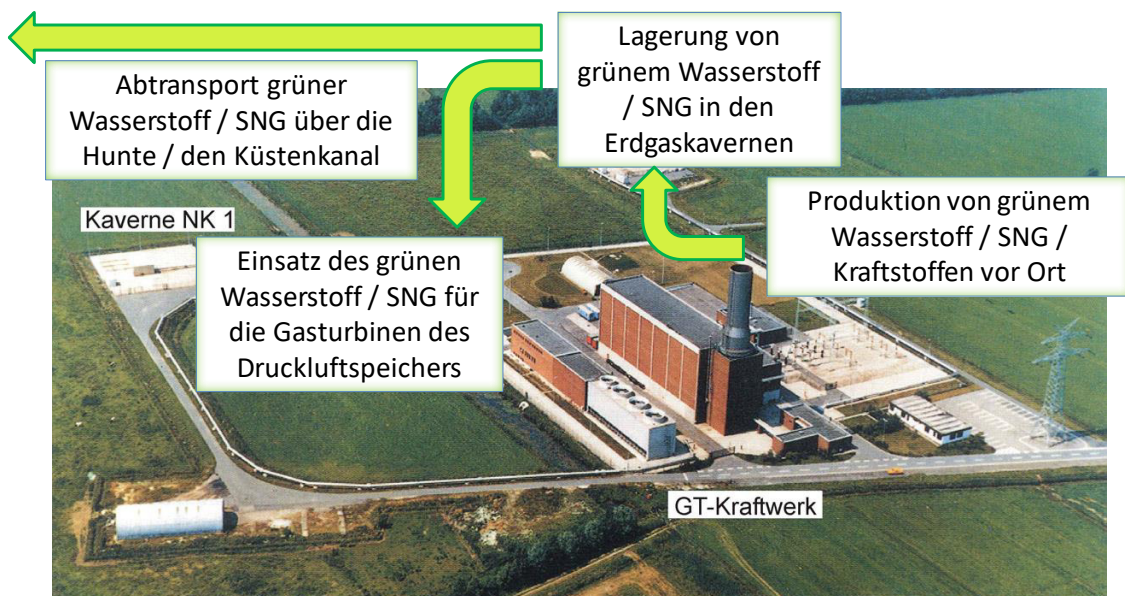 Abtransport grüner
Wasserstoff / SNG über die
Hunte / den Küstenkanal
Lagerung von
grünem Wasserstoff
/ SNG in den
Erdgaskavernen
Produktion von grünem
Wasserstoff / SNG /
Kraftstoffen vor Ort
Kaverne NK 1
Einsatz des grünen
Wasserstoff / SNG für
die Gasturbinen des
Druckluftspeichers
GT-Kraftwerk